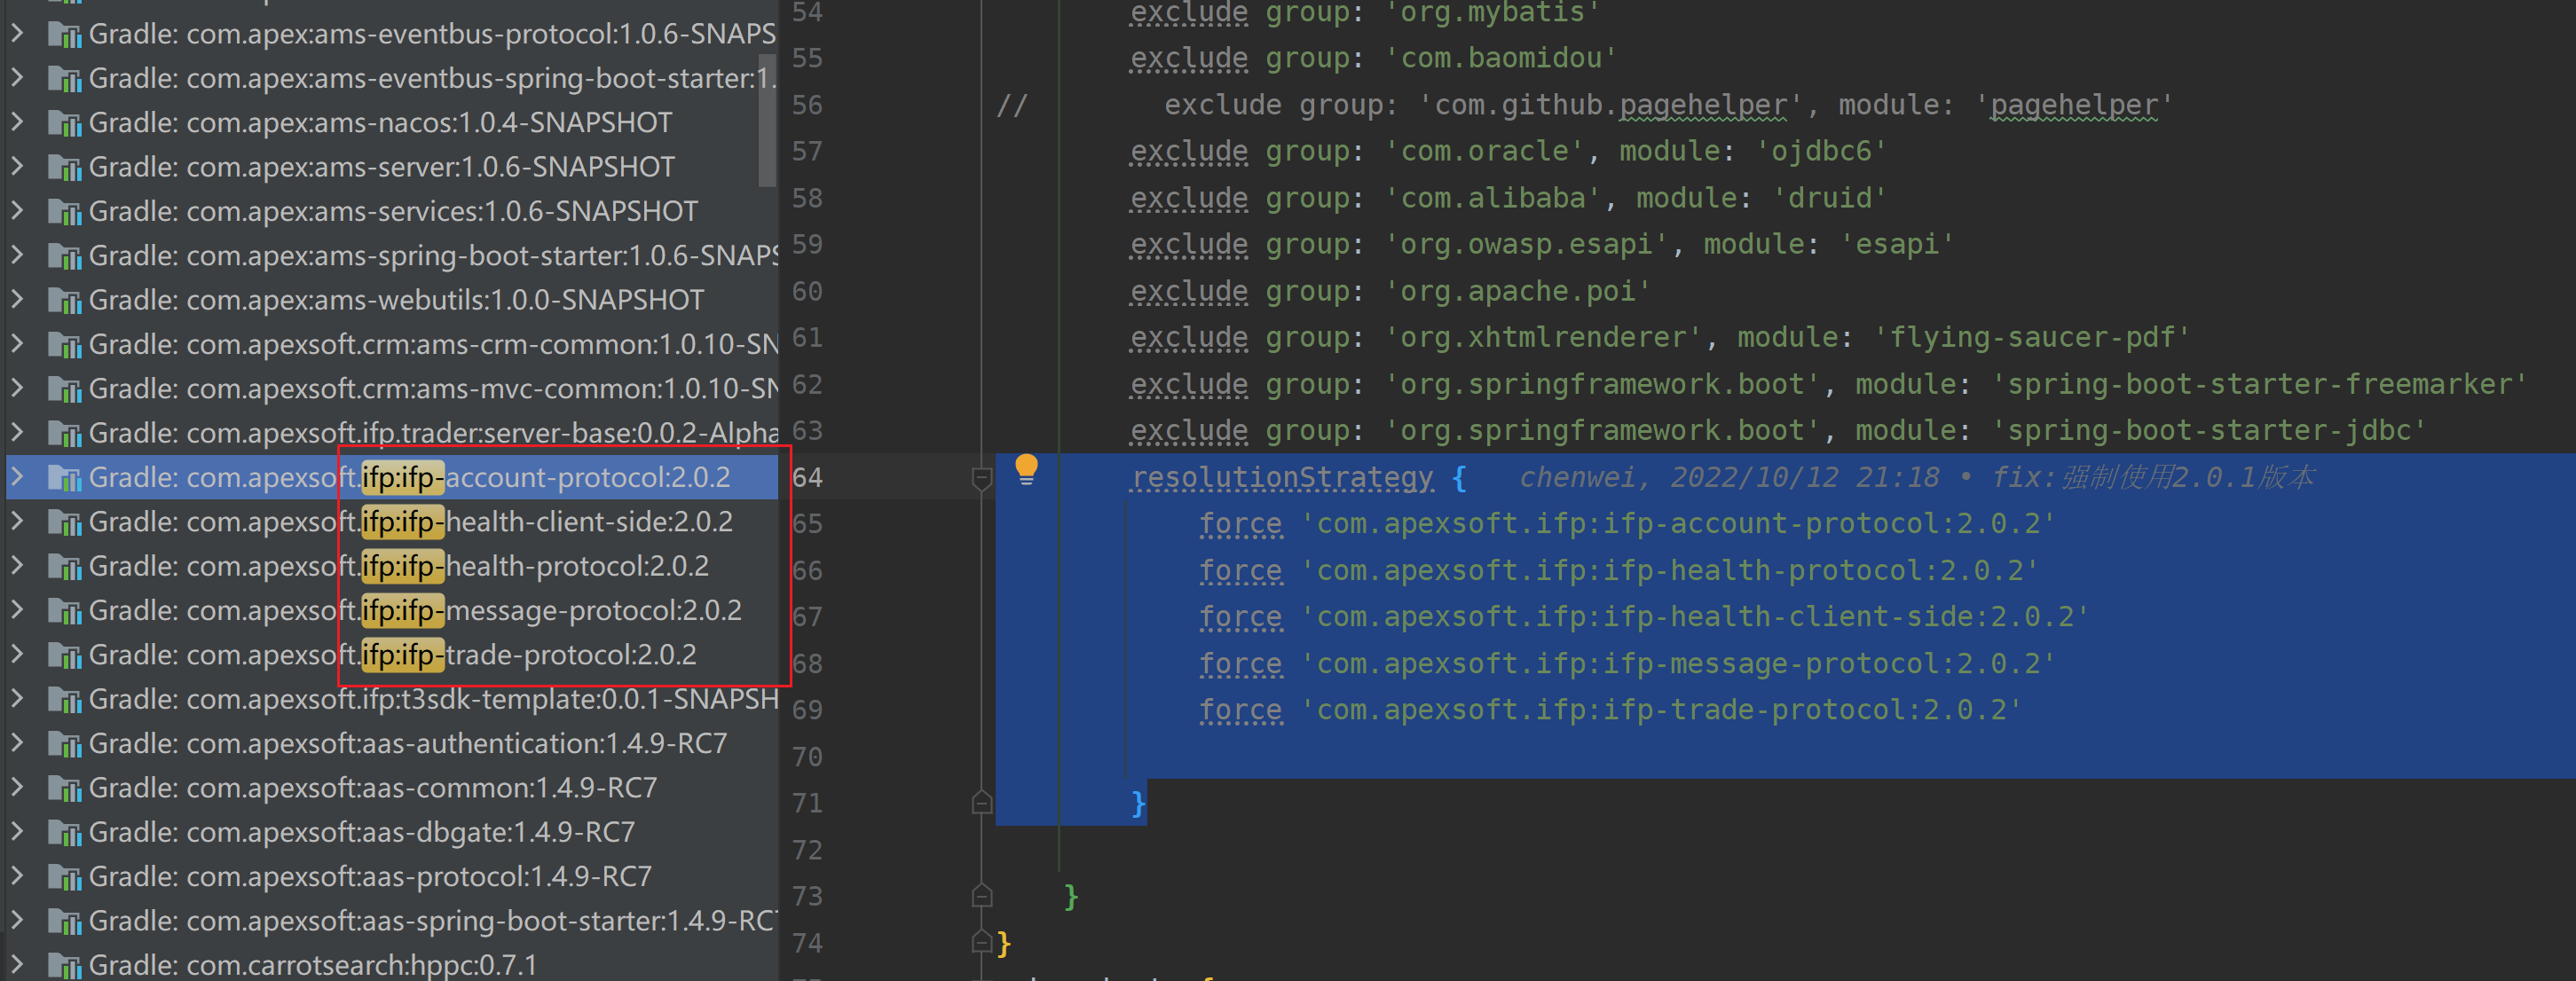 Gradle: com.apex:ams-eventbus-protocol:1.0.6-SNAPS
Gradle: com.apex:ams-eventbus-spring-boot-starter:1.
Gradle: com.apex:ams-nacos:1.0.4-SNAPSHOT
Gradle: com.apex:ams-server:1.0.6-SNAPSHOT
Gradle: com.apex:ams-services:1.0.6-SNAPSHOT
Gradle: com.apex:ams-spring-boot-starter:1.0.6-SNAPS
Gradle: com.apex:ams-webutils:1.0.0-SNAPSHOT
Gradle: com.apexsoft.crm:ams-crm-common:1.0.10-SN
Gradle: com.apexsoft.crm:ams-mvc-common:1.0.10-SN
Gradle: com.apexsoft.ifp.trader:server-base:0.0.2-Alpha
Gradle: com.apexsoft.ifp:ifp-account-protocol:2.0.2
Gradle: com.apexsoft.ifp:ifp-health-client-side:2.0.2
Gradle: com.apexsoft.ifp:ifp-health-protocol:2.0.2
Gradle: com.apexsoft.ifp:ifp-message-protocol:2.0.2
Gradle: com.apexsoft.ifp:ifp-trade-protocol:2.0.2
Gradle: com.apexsoft.ifp:t3sdk-template:0.0.1-SNAPSH
Gradle: com.apexsoft:aas-authentication:1.4.9-RC7
Gradle: com.apexsoft:aas-common:1.4.9-RC7
Gradle: com.apexsoft:aas-dbgate:1.4.9-RC7
Gradle: com.apexsoft:aas-protocol:1.4.9-RC7
Gradle: com.apexsoft:aas-spring-boot-starter:1.4.9-RC7
Gradle: com.carrotsearch:hppc:0.7.1
54 exclude group: 'org.mybatis'
55 exclude group: 'com.baomidou'
56 // exclude group: 'com.github.pagehelper', module: 'pagehelper'
57 exclude group: 'com.oracle', module: 'ojdbc6'
58 exclude group: 'com.alibaba', module: 'druid'
59 exclude group: 'org.owasp.esapi', module: 'esapi'
60 exclude group: 'org.apache.poi'
61 exclude group: 'org.xhtmlrenderer', module: 'flying-saucer-pdf'
62 exclude group: 'org.springframework.boot', module: 'spring-boot-starter-freemarker'
63 exclude group: 'org.springframework.boot', module: 'spring-boot-starter-jdbc'
64 resolutionStrategy { chenwei, 2022/10/12 21:18 • fix:强制使用2.0.1版本
65 force 'com.apexsoft.ifp:ifp-account-protocol:2.0.2'
66 force 'com.apexsoft.ifp:ifp-health-protocol:2.0.2'
67 force 'com.apexsoft.ifp:ifp-health-client-side:2.0.2'
68 force 'com.apexsoft.ifp:ifp-message-protocol:2.0.2'
69 force 'com.apexsoft.ifp:ifp-trade-protocol:2.0.2'
70
71 }
72
73 }
74 }